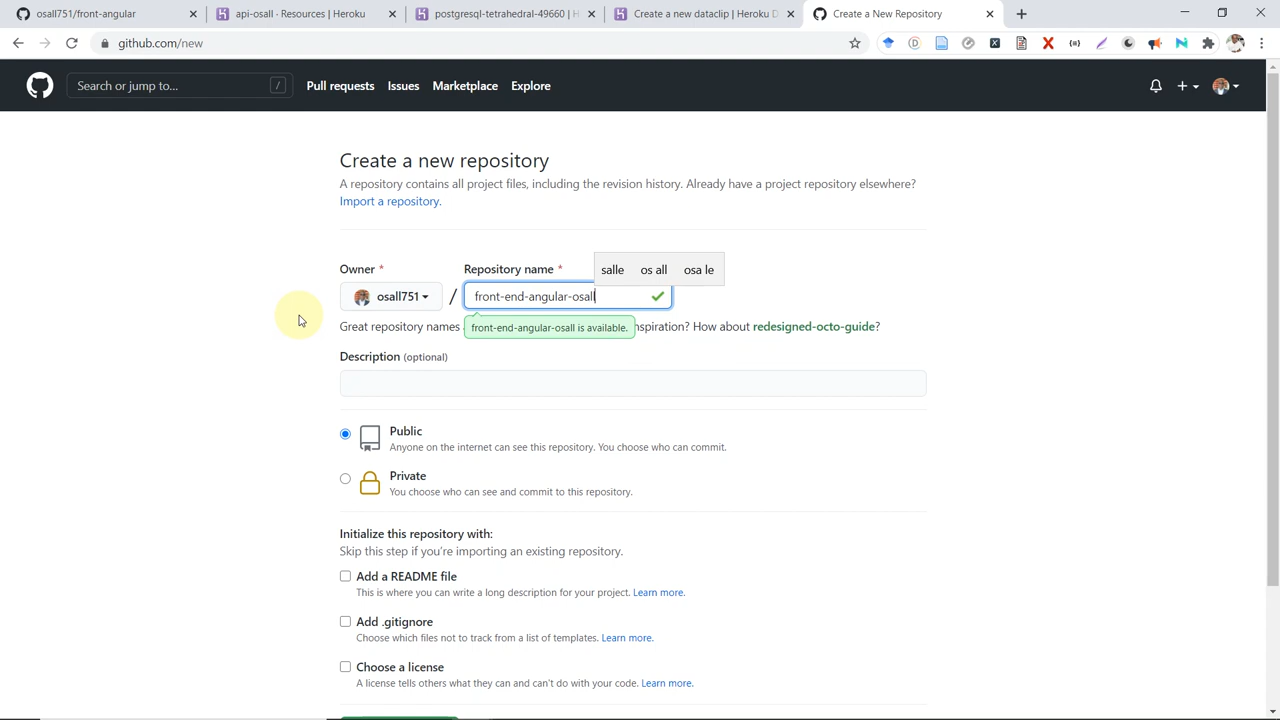 osall751/front-angular
api-osall · Resources | Heroku
postgresql-tetrahedral-49660 | H
Create a new dataclip | Heroku D
Create a New Repository
github.com/new
Search or jump to...
/
Pull requests
Issues
Marketplace
Explore
Create a new repository
A repository contains all project files, including the revision history. Already have a project repository elsewhere?
Import a repository.
Owner *
Repository name *
salle
os all
osa le
osall751
/
front-end-angular-osall
Great repository names
front-end-angular-osall is available.
nspiration? How about redesigned-octo-guide?
Description (optional)
Public
Anyone on the internet can see this repository. You choose who can commit.
Private
You choose who can see and commit to this repository.
Initialize this repository with:
Skip this step if you're importing an existing repository.
Add a README file
This is where you can write a long description for your project. Learn more.
Add .gitignore
Choose which files not to track from a list of templates. Learn more.
Choose a license
A license tells others what they can and can't do with your code. Learn more.